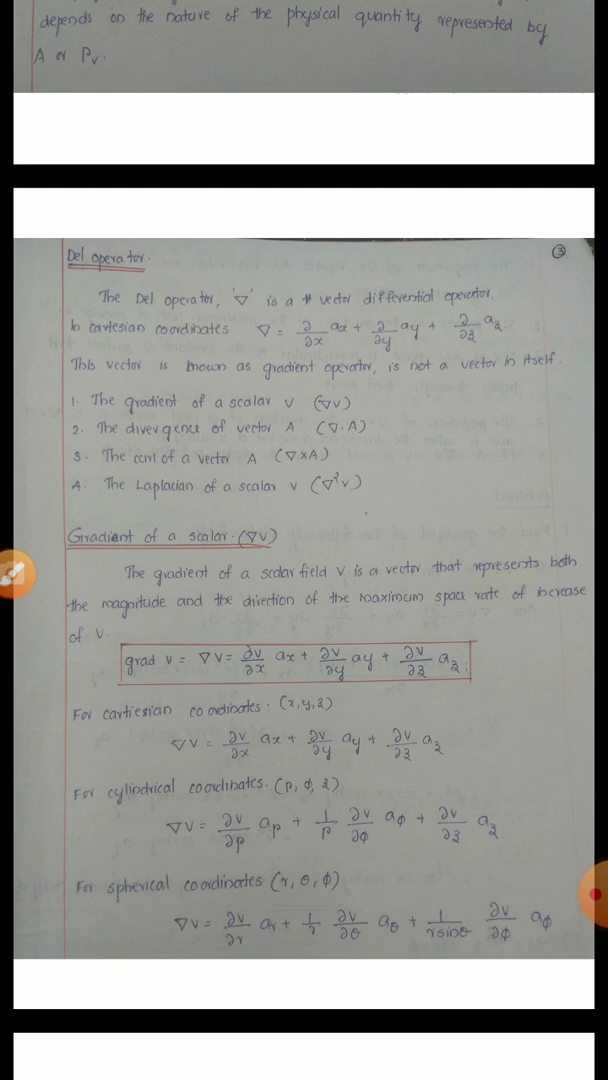 depends on the nature of the physical quantity represented by
A or ρv.
③
Del operator.
The Del operator, '∇' is a vector differential operator.
In cartesian coordinates ∇ = ∂/∂x ax + ∂/∂y ay + ∂/∂z az
This vector is known as gradient operator, is not a vector in itself.
1. The gradient of a scalar V (∇V)
2. The divergence of vector A (∇.A)
3. The curl of a vector A (∇×A)
4. The Laplacian of a scalar V (∇²V)
Gradient of a scalar. (∇V)
The gradient of a scalar field V is a vector that represents both
the magnitude and the direction of the maximum space rate of increase
of V.
grad V = ∇V = ∂V/∂x ax + ∂V/∂y ay + ∂V/∂z az.
For cartiesian coordinates: (x,y,z)
∇V = ∂V/∂x ax + ∂V/∂y ay + ∂V/∂z az
For cylindrical coordinates. (ρ, φ, z)
∇V = ∂V/∂ρ aρ + 1/ρ ∂V/∂φ aφ + ∂V/∂z az.
For spherical coordinates (r, θ, φ)
∇V = ∂V/∂r ar + 1/r ∂V/∂θ aθ + 1/r sinθ ∂V/∂φ aφ